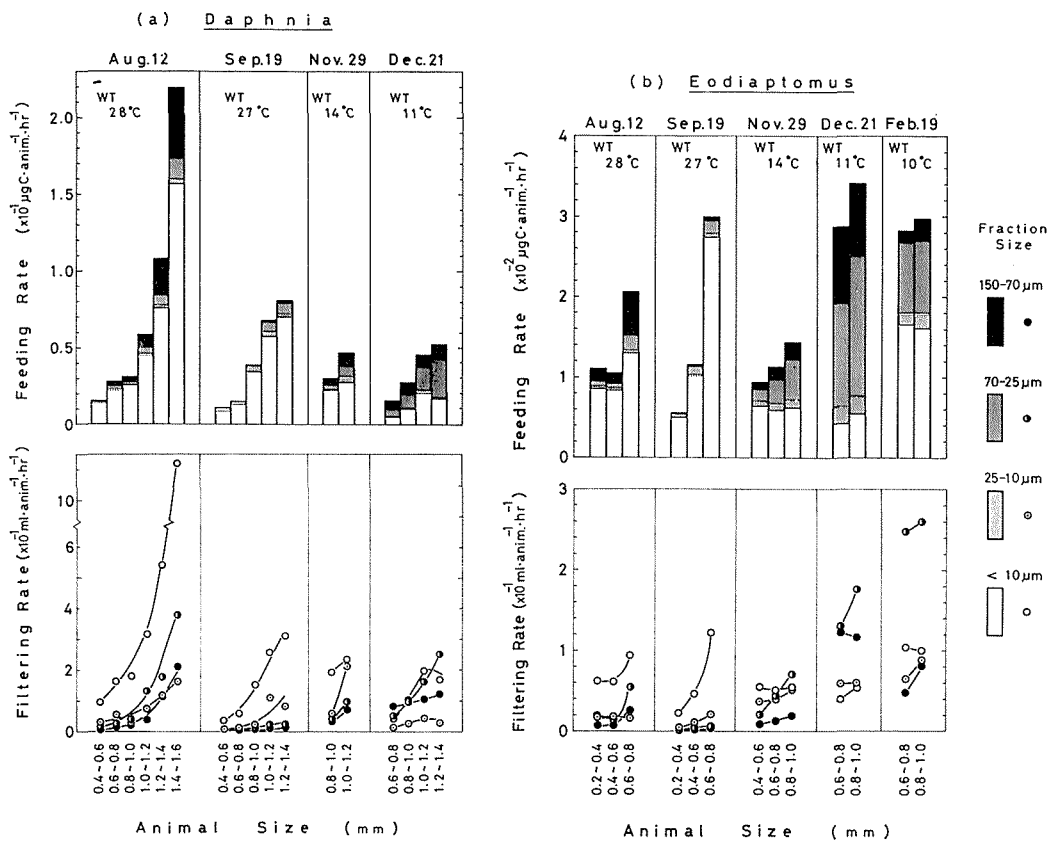 (a) Daphnia
Aug.12 Sep.19 Nov. 29 Dec.21
WT 28°C
WT 27°C
WT 14°C
WT 11°C
Feeding Rate (x10⁻¹ μgC·anim.⁻¹·hr⁻¹)
2.0
1.5
1.0
0.5
0
Filtering Rate (x10⁻¹ ml·anim.⁻¹·hr⁻¹)
10
6
4
2
0
0.4~0.6
0.6~0.8
0.8~1.0
1.0~1.2
1.2~1.4
1.4~1.6
0.4~0.6
0.6~0.8
0.8~1.0
1.0~1.2
1.2~1.4
0.8~1.0
1.0~1.2
0.6~0.8
0.8~1.0
1.0~1.2
1.2~1.4
Animal Size (mm)
(b) Eodiaptomus
Aug.12 Sep.19 Nov.29 Dec.21 Feb.19
WT 28°C
WT 27°C
WT 14°C
WT 11°C
WT 10°C
Feeding Rate (x10⁻² μgC·anim.⁻¹·hr⁻¹)
4
3
2
1
0
Filtering Rate (x10⁻¹ ml·anim.⁻¹·hr⁻¹)
3
2
1
0
0.2~0.4
0.4~0.6
0.6~0.8
0.2~0.4
0.4~0.6
0.6~0.8
0.4~0.6
0.6~0.8
0.8~1.0
0.6~0.8
0.8~1.0
0.6~0.8
0.8~1.0
Animal Size (mm)
Fraction
Size
150-70μm
70-25μm
25-10μm
< 10μm